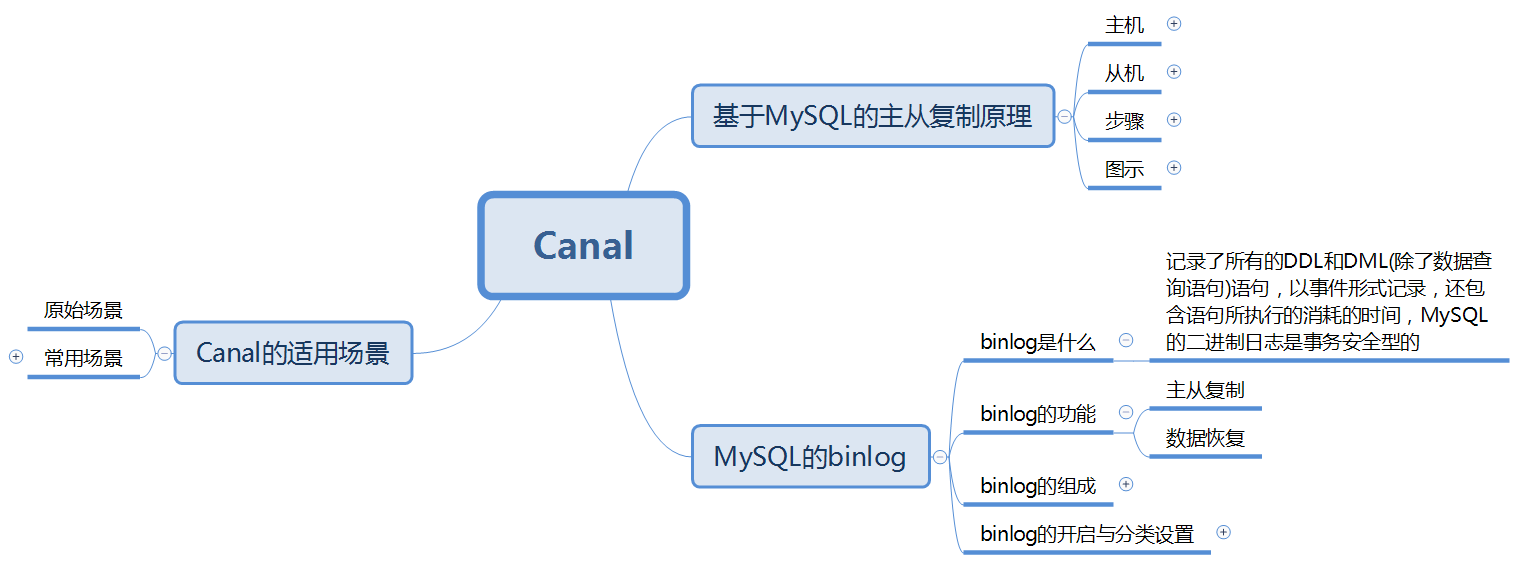 主机
从机
基于MySQL的主从复制原理
步骤
图示
Canal
记录了所有的DDL和DML(除了数据查
询语句)语句，以事件形式记录，还包
含语句所执行的消耗的时间，MySQL
的二进制日志是事务安全型的
原始场景
常用场景
Canal的适用场景
binlog是什么
主从复制
binlog的功能
数据恢复
MySQL的binlog
binlog的组成
binlog的开启与分类设置